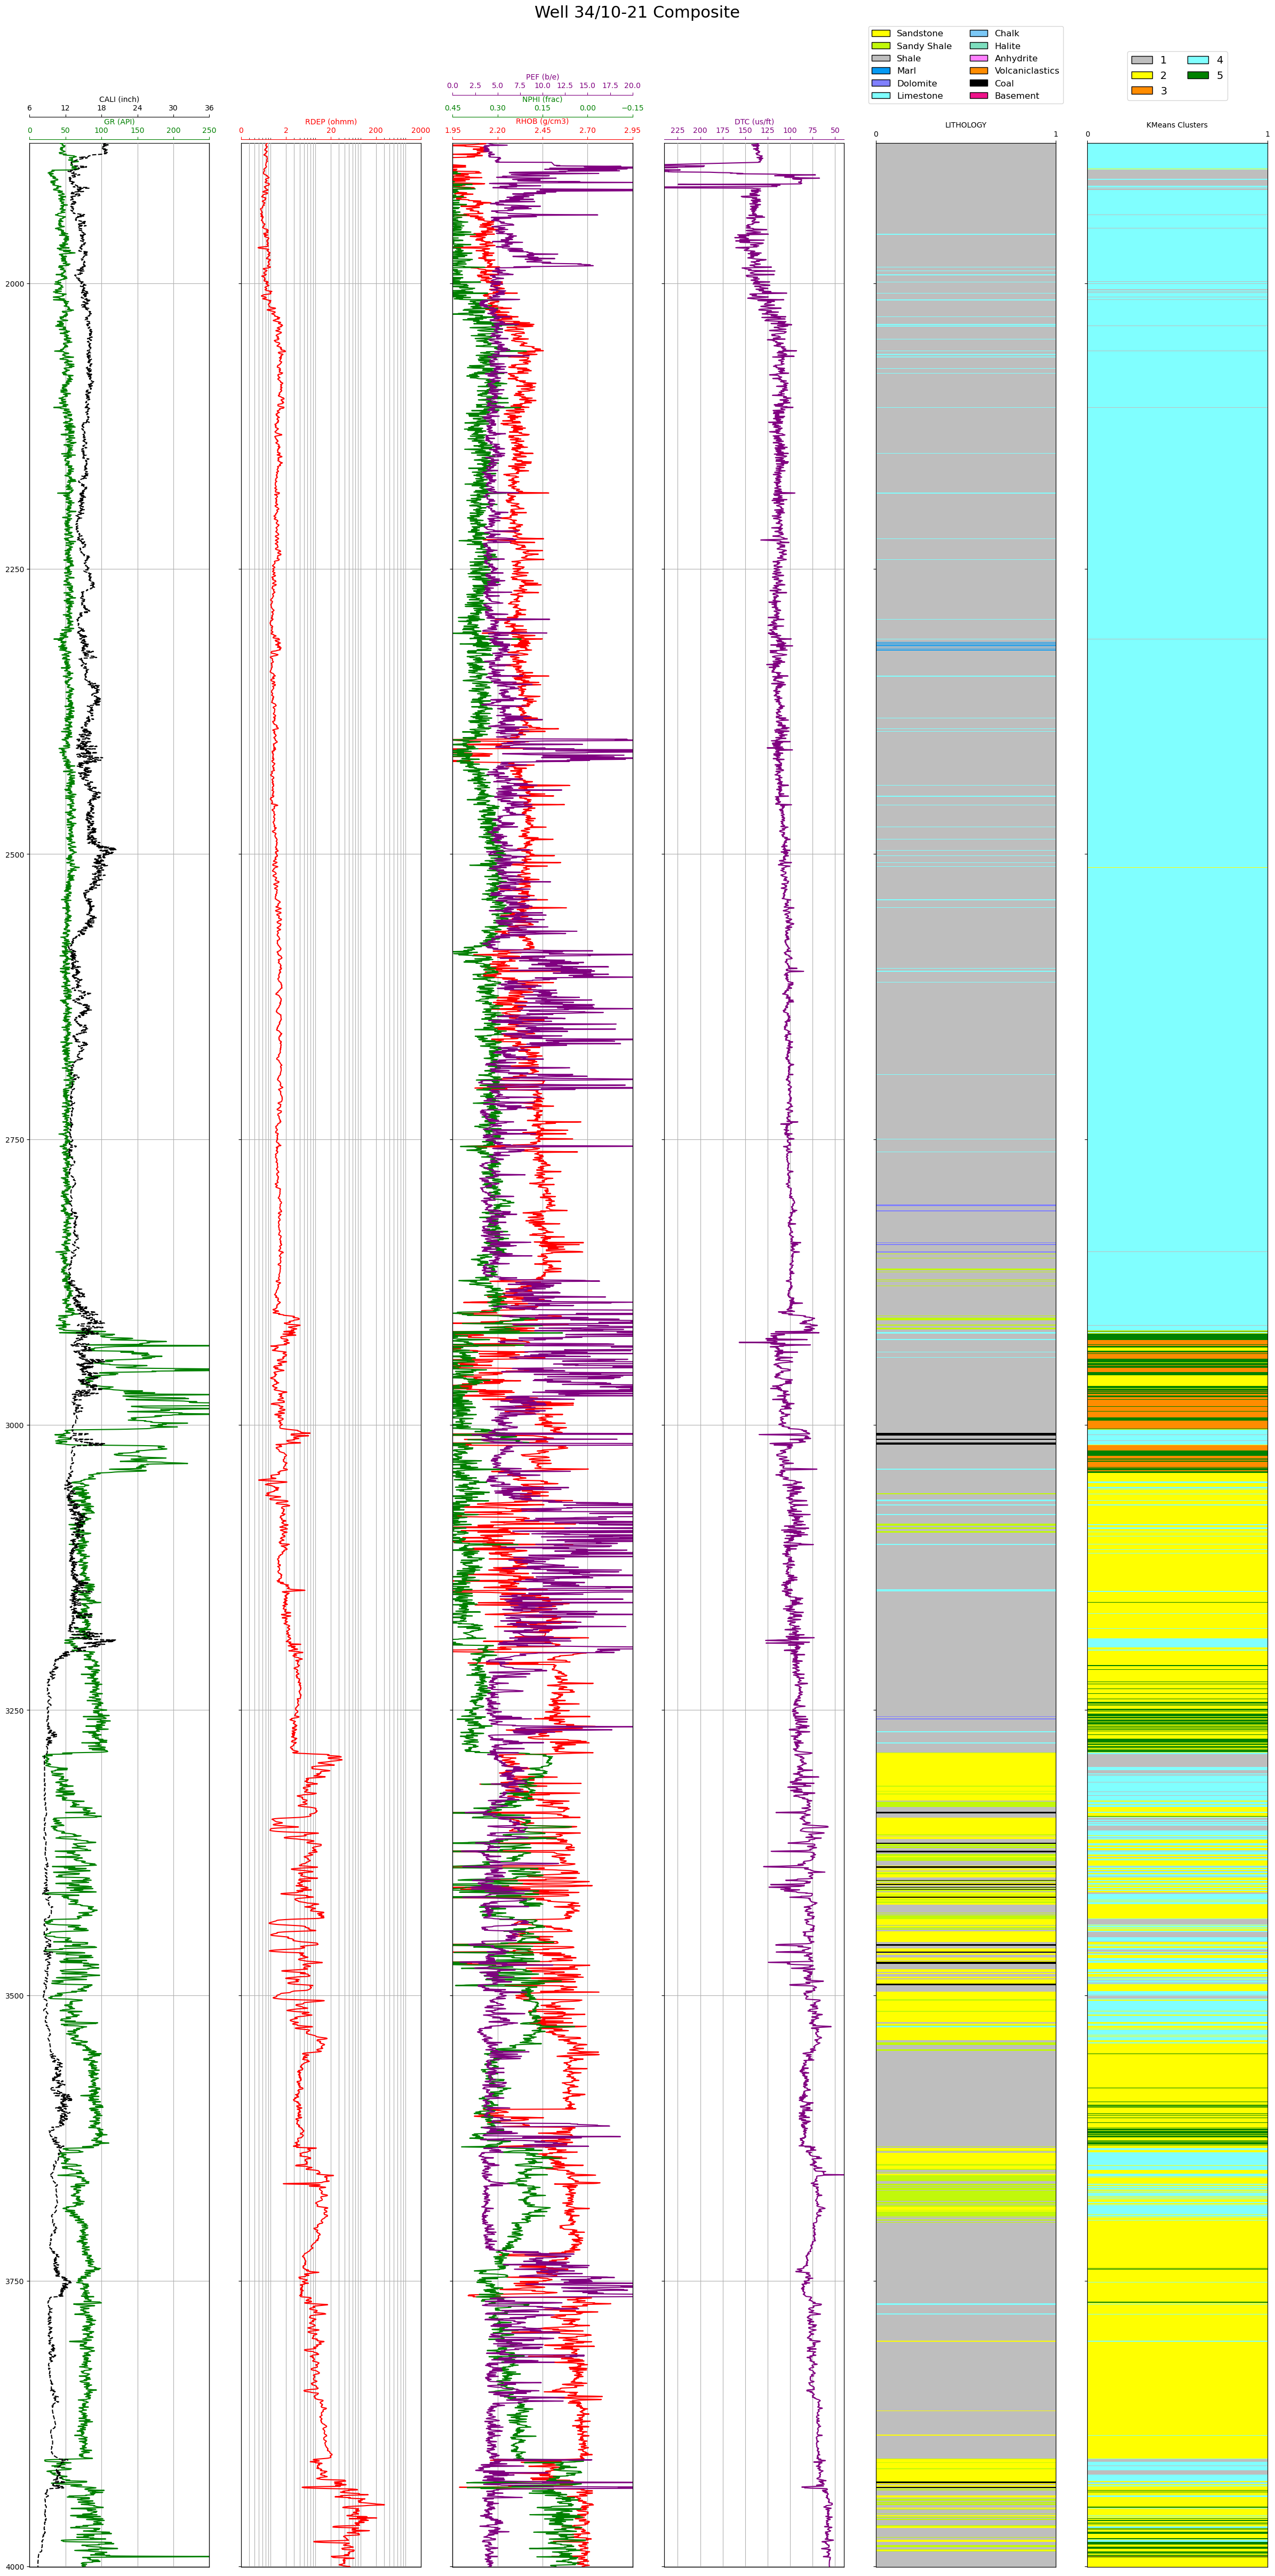 Well 34/10-21 Composite
Sandstone Chalk
Sandy Shale Halite
Shale Anhydrite
Marl Volcaniclastics
Dolomite Coal
Limestone Basement
1 4
2 5
3
PEF (b/e)
0.0 2.5 5.0 7.5 10.0 12.5 15.0 17.5 20.0
CALI (inch) NPHI (frac)
6 12 18 24 30 36 0.45 0.30 0.15 0.00 −0.15
GR (API) RDEP (ohmm) RHOB (g/cm3) DTC (us/ft) LITHOLOGY KMeans Clusters
0 50 100 150 200 250 0 2 20 200 2000 1.95 2.20 2.45 2.70 2.95 225 200 175 150 125 100 75 50 0 1 0 1
2000
2250
2500
2750
3000
3250
3500
3750
4000